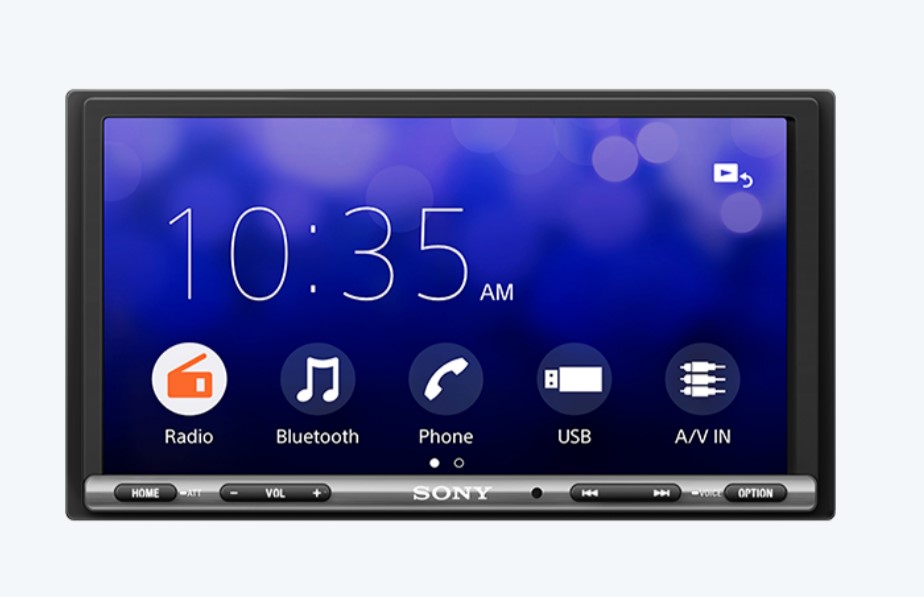 10:35 AM
Radio Bluetooth Phone USB A/V IN
HOME ATT − VOL + SONY VOICE OPTION